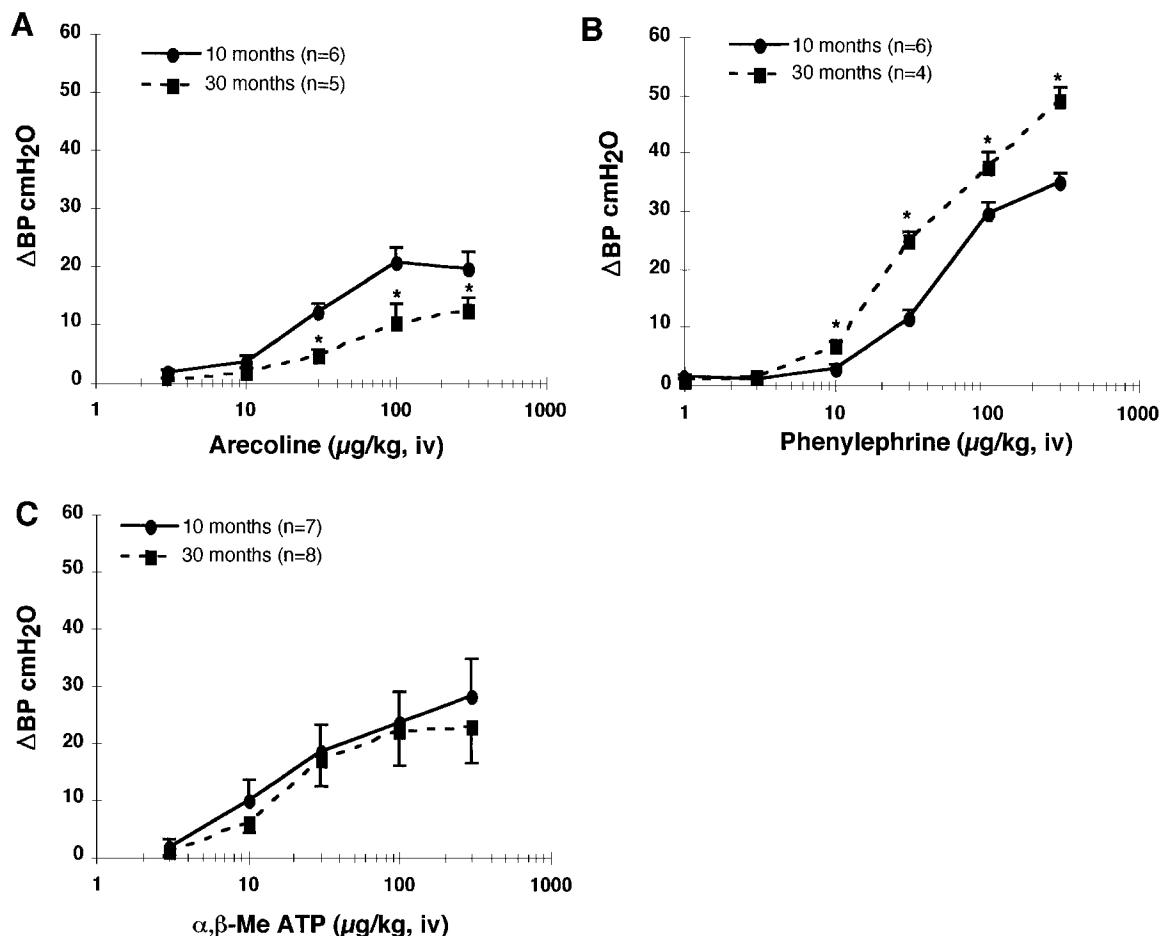 A
60
50
40
30
20
10
0
ΔBP cmH2O
10 months (n=6)
30 months (n=5)
*
*
*
1
10
100
1000
Arecoline (µg/kg, iv)
B
60
50
40
30
20
10
0
ΔBP cmH2O
10 months (n=6)
30 months (n=4)
*
*
*
*
1
10
100
1000
Phenylephrine (µg/kg, iv)
C
60
50
40
30
20
10
0
ΔBP cmH2O
10 months (n=7)
30 months (n=8)
1
10
100
1000
α,β-Me ATP (µg/kg, iv)